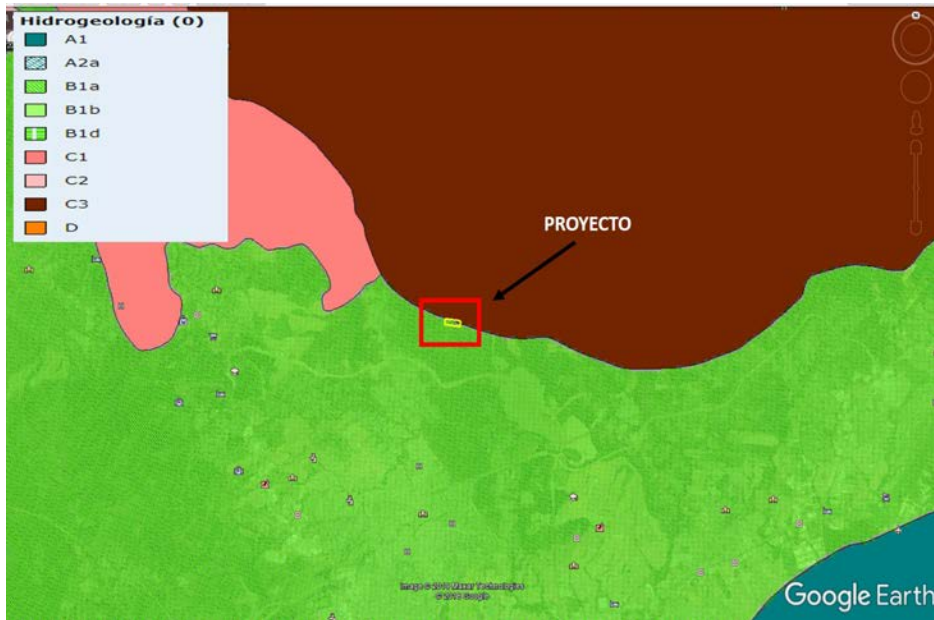 Hidrogeología (0)
A1
A2a
B1a
B1b
B1d
C1
C2
C3
D
PROYECTO
Google Earth